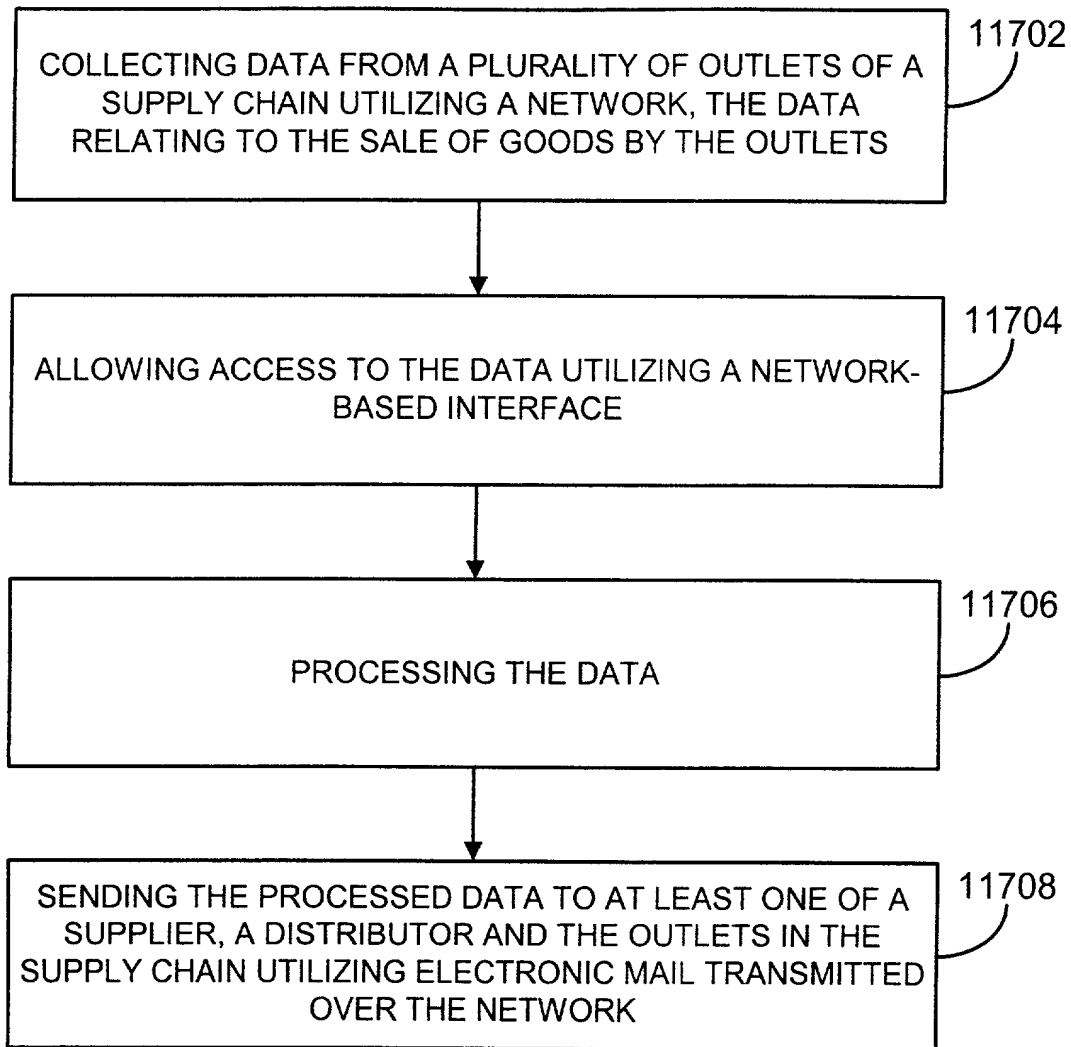 11702
COLLECTING DATA FROM A PLURALITY OF OUTLETS OF A
SUPPLY CHAIN UTILIZING A NETWORK, THE DATA
RELATING TO THE SALE OF GOODS BY THE OUTLETS
11704
ALLOWING ACCESS TO THE DATA UTILIZING A NETWORK-
BASED INTERFACE
11706
PROCESSING THE DATA
11708
SENDING THE PROCESSED DATA TO AT LEAST ONE OF A
SUPPLIER, A DISTRIBUTOR AND THE OUTLETS IN THE
SUPPLY CHAIN UTILIZING ELECTRONIC MAIL TRANSMITTED
OVER THE NETWORK